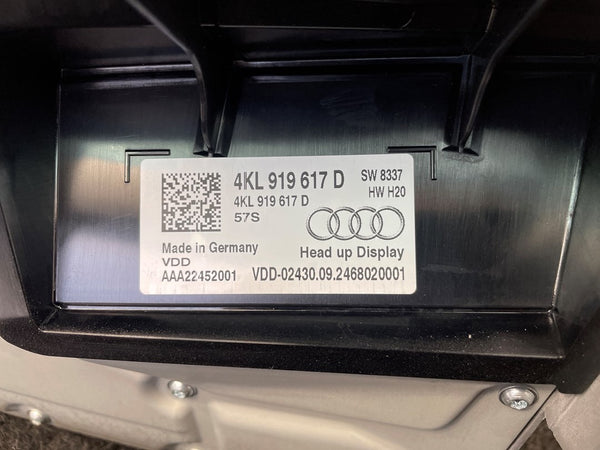 4KL 919 617 D
SW 8337
4KL 919 617 D
HW H20
57S
Made in Germany
Head up Display
VDD
AAA22452001
VDD-02430.09.2468020001